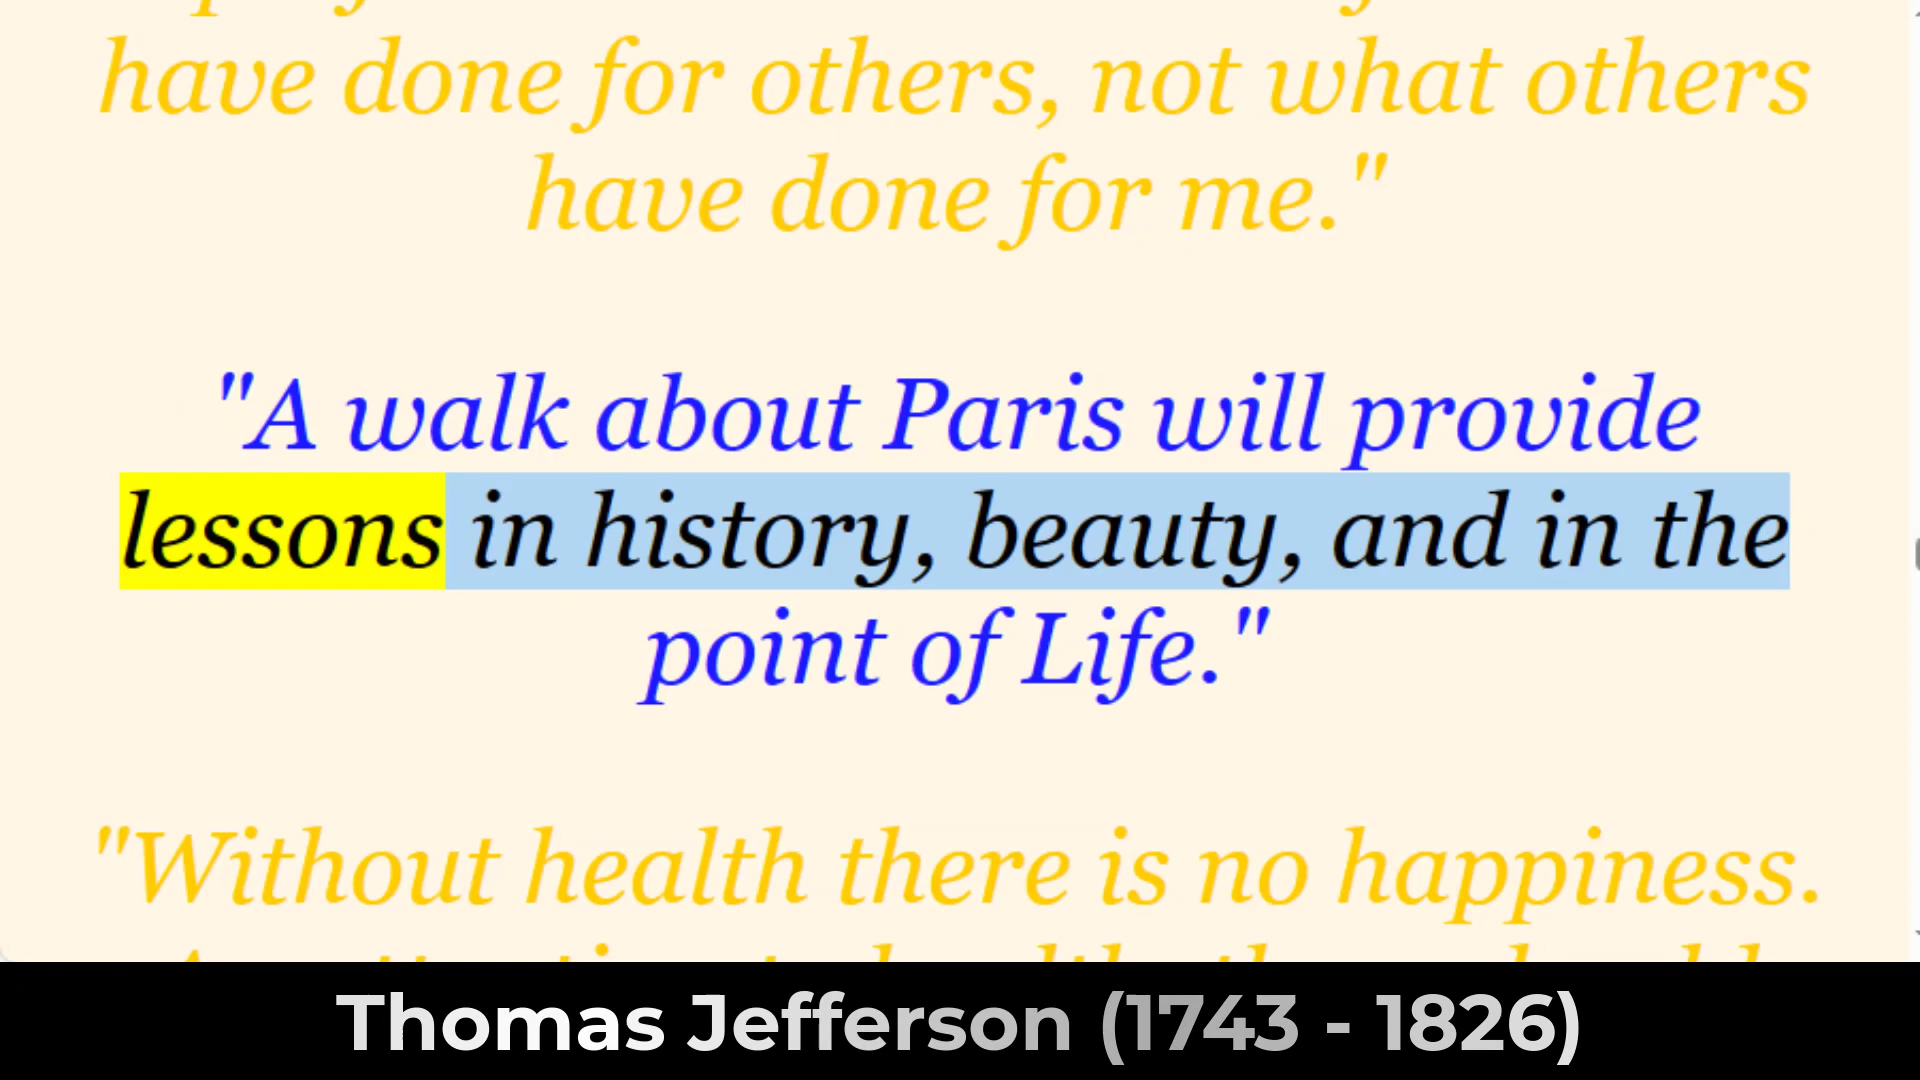 have done for others, not what others
have done for me."
"A walk about Paris will provide
lessons in history, beauty, and in the
point of Life."
"Without health there is no happiness.
Thomas Jefferson (1743 - 1826)